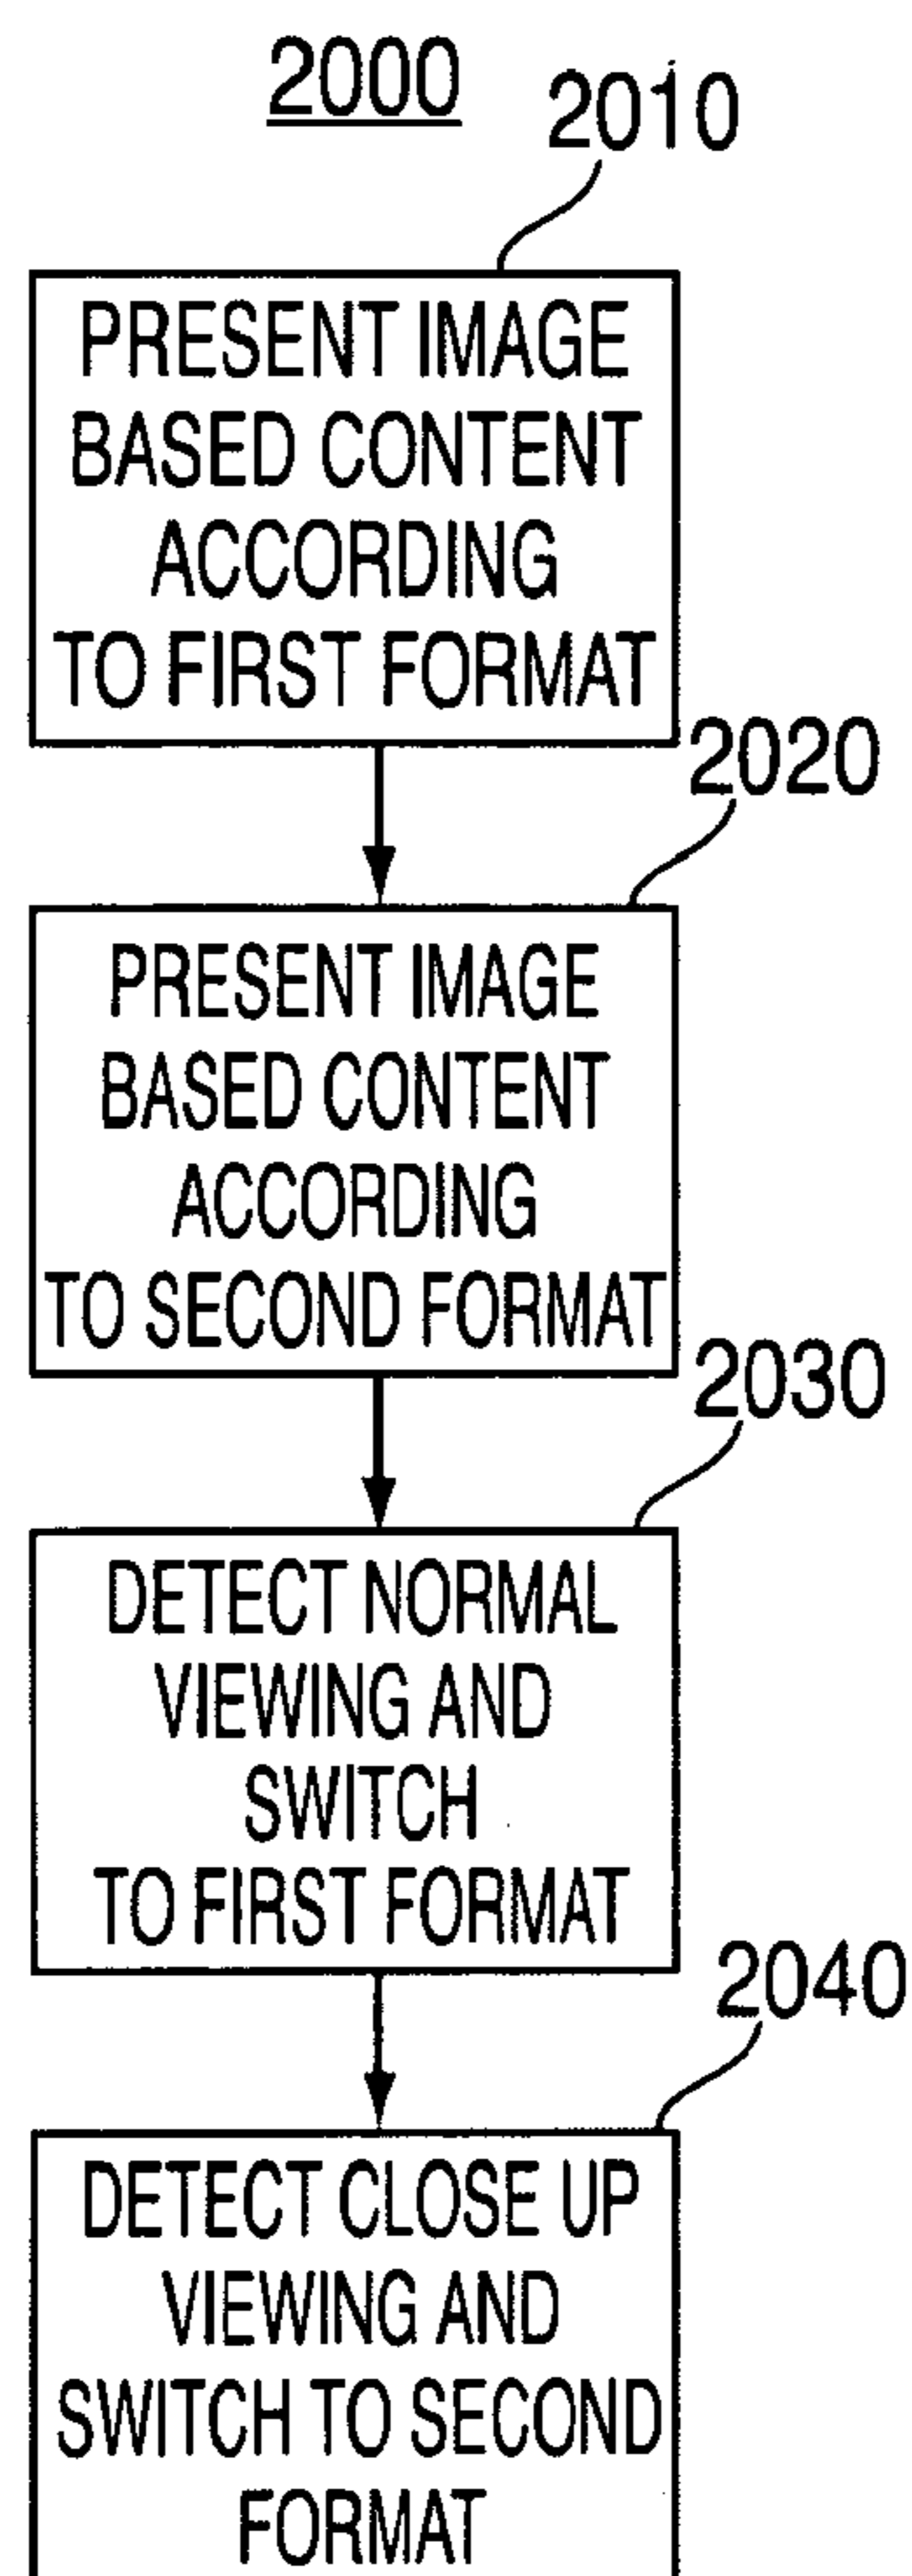 2000
2010
PRESENT IMAGE
BASED CONTENT
ACCORDING
TO FIRST FORMAT
2020
PRESENT IMAGE
BASED CONTENT
ACCORDING
TO SECOND FORMAT
2030
DETECT NORMAL
VIEWING AND
SWITCH
TO FIRST FORMAT
2040
DETECT CLOSE UP
VIEWING AND
SWITCH TO SECOND
FORMAT